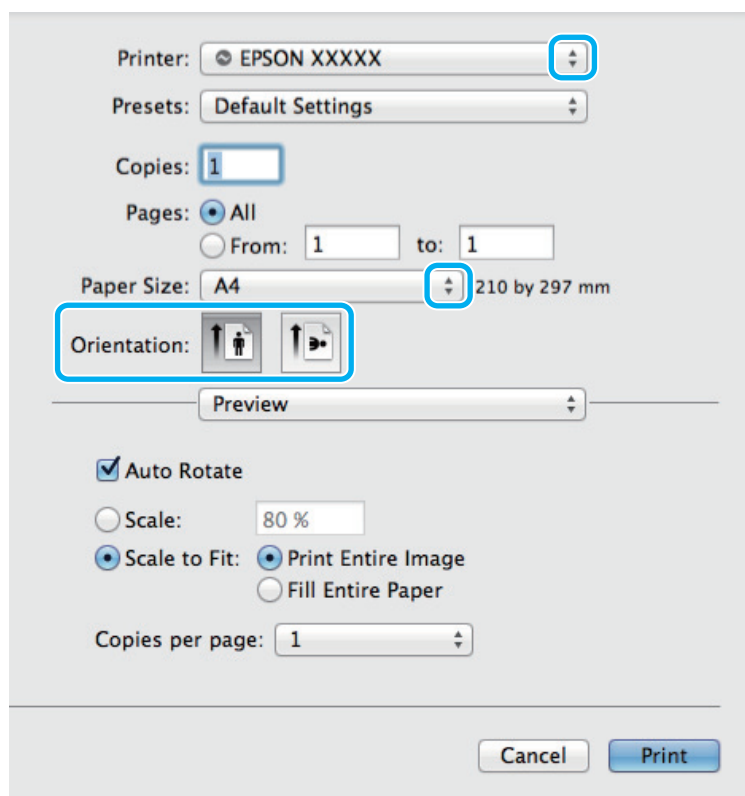 Printer: EPSON XXXXX
Presets: Default Settings
Copies: 1
Pages: All
From: 1 to: 1
Paper Size: A4 210 by 297 mm
Orientation:
Preview
Auto Rotate
Scale: 80 %
Scale to Fit: Print Entire Image
Fill Entire Paper
Copies per page: 1
Cancel Print